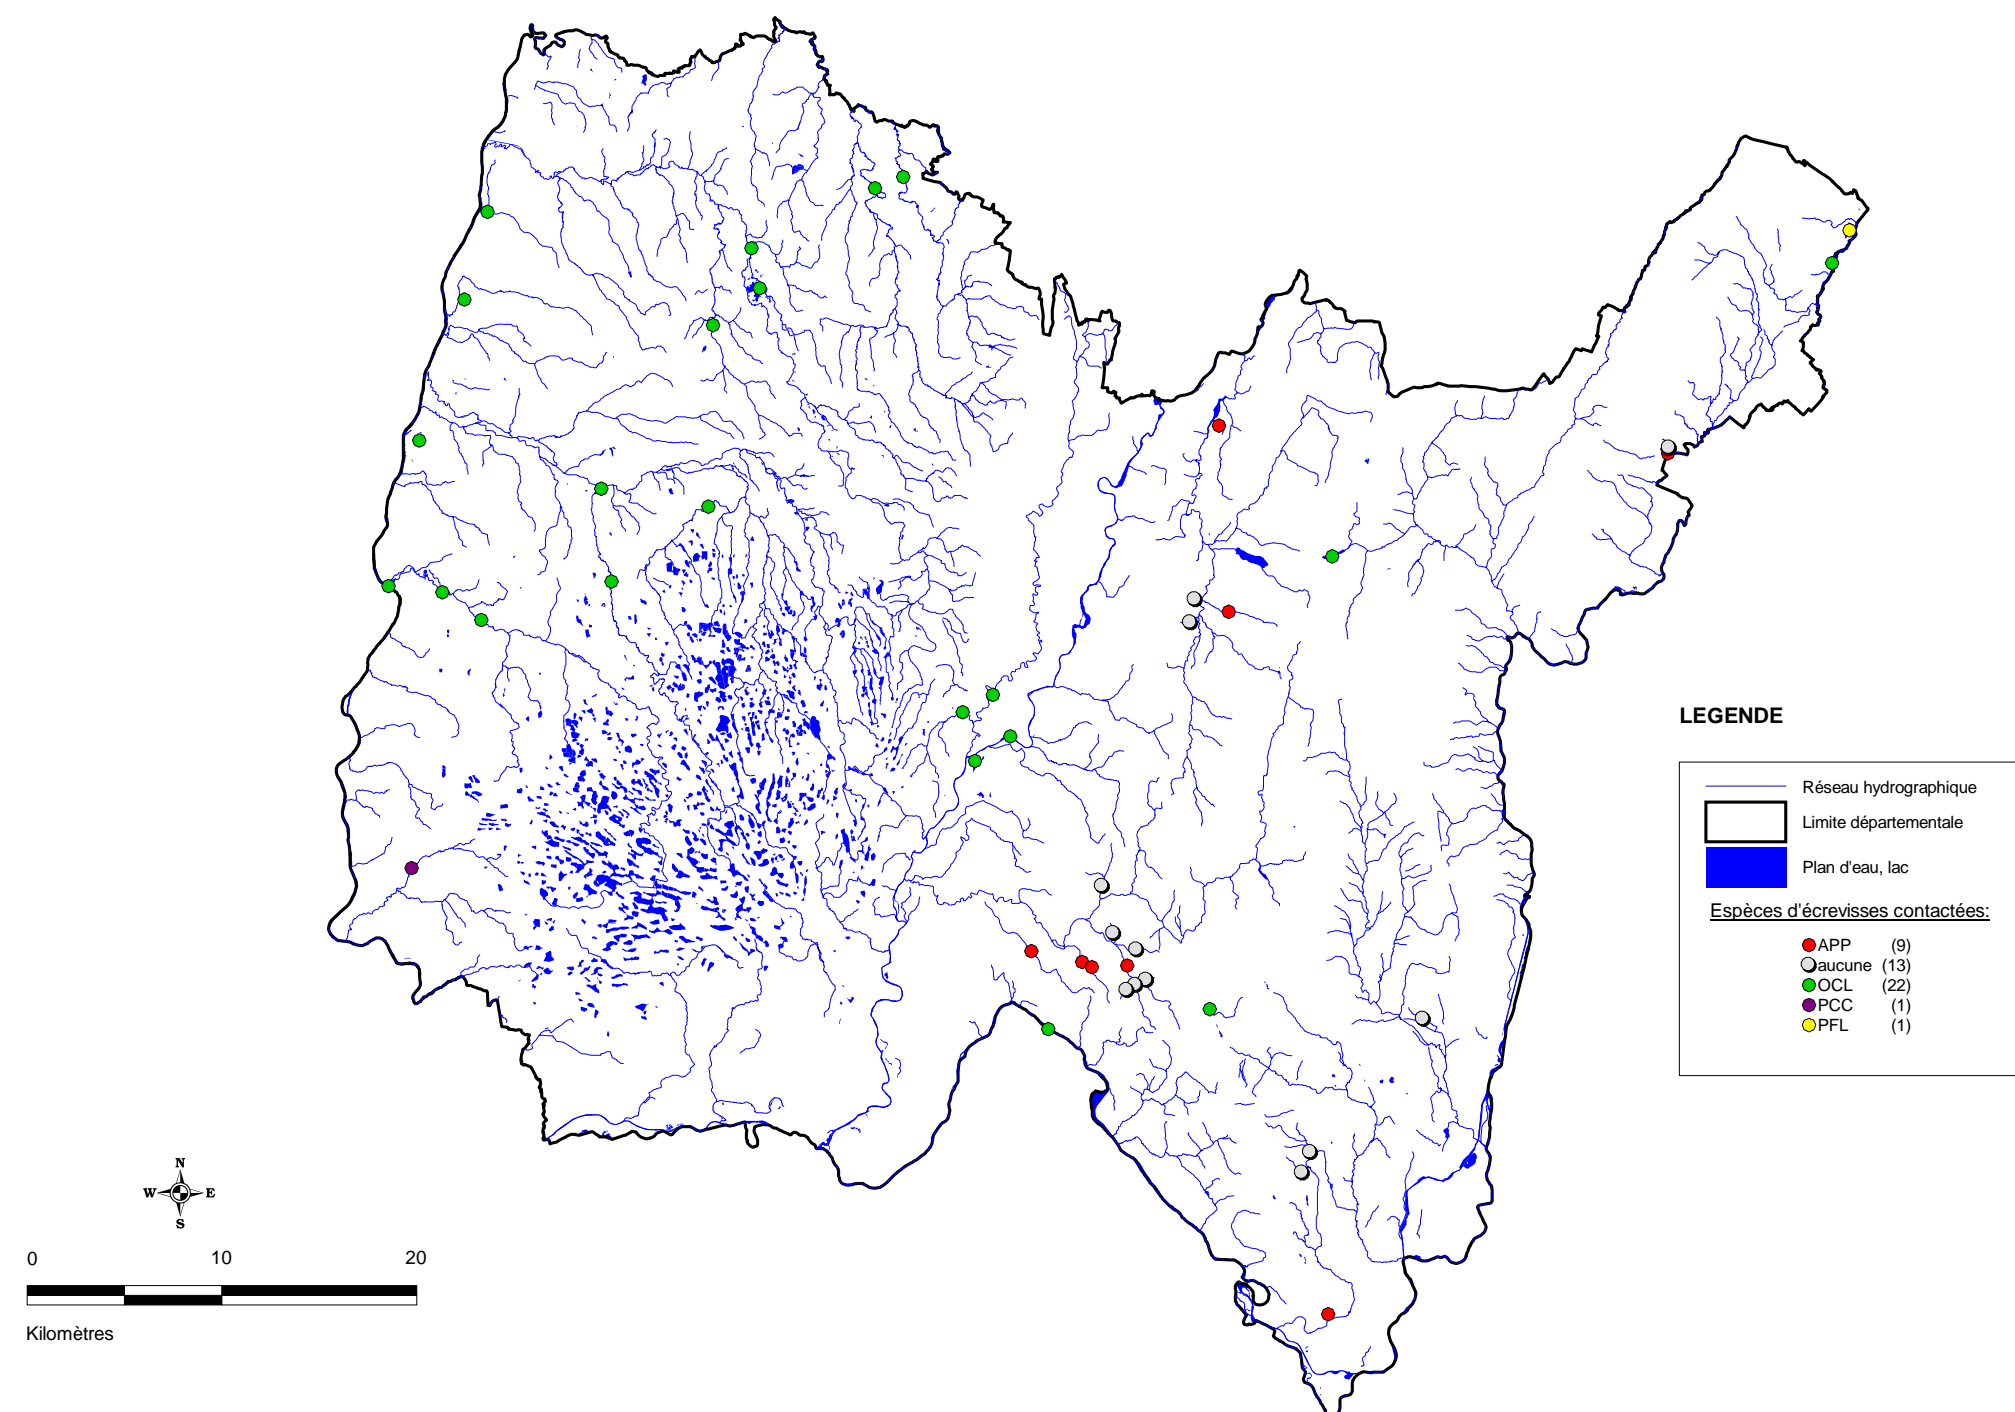 LEGENDE
Réseau hydrographique
Limite départementale
Plan d'eau, lac
Espèces d'écrevisses contactées:
APP (9)
aucune (13)
OCL (22)
PCC (1)
PFL (1)
N
W E
S
0 10 20
Kilomètres